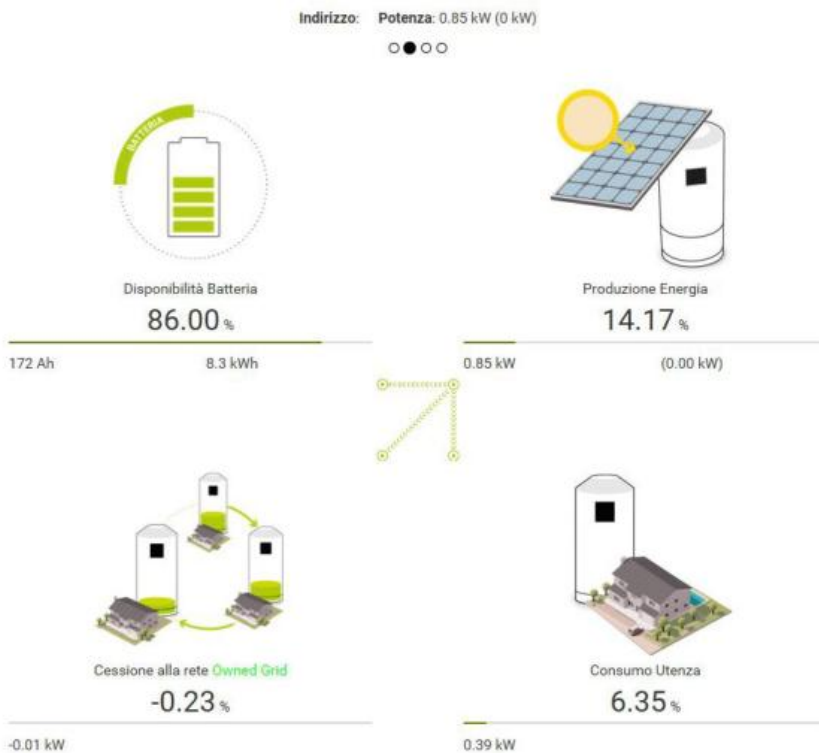 Indirizzo: Potenza: 0.85 kW (0 kW)
BATTERIA
Disponibilità Batteria
86.00 %
172 Ah 8.3 kWh
Produzione Energia
14.17 %
0.85 kW (0.00 kW)
Cessione alla rete Owned Grid
-0.23 %
-0.01 kW
Consumo Utenza
6.35 %
0.39 kW